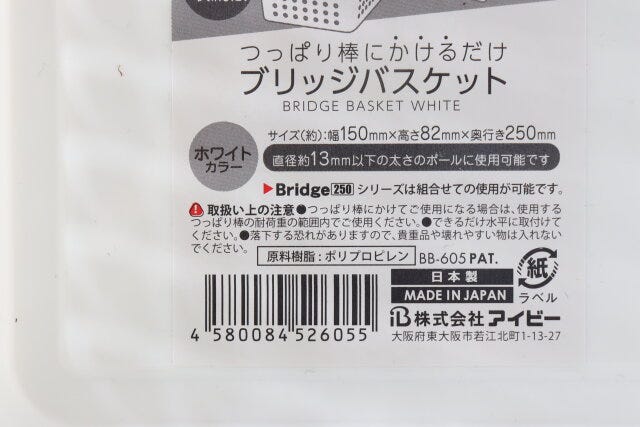 つっぱり棒にかけるだけ
ブリッジバスケット
BRIDGE BASKET WHITE
ホワイト
カラー
サイズ(約):幅150mm×高さ82mm×奥行き250mm
直径約13mm以下の太さのポールに使用可能です
▶Bridge250シリーズは組合せての使用が可能です。
取扱い上の注意●つっぱり棒にかけてご使用になる場合は、使用する
つっぱり棒の耐荷重の範囲内でご使用ください。●できるだけ水平に取付けて
ください。●落下する恐れがありますので、貴重品や壊れやすい物は入れない
でください。
原料樹脂:ポリプロピレン
BB-605 PAT.
日本製
MADE IN JAPAN
紙
ラベル
4 580084 526055
iB株式会社アイビー
大阪府東大阪市若江北町1-13-27